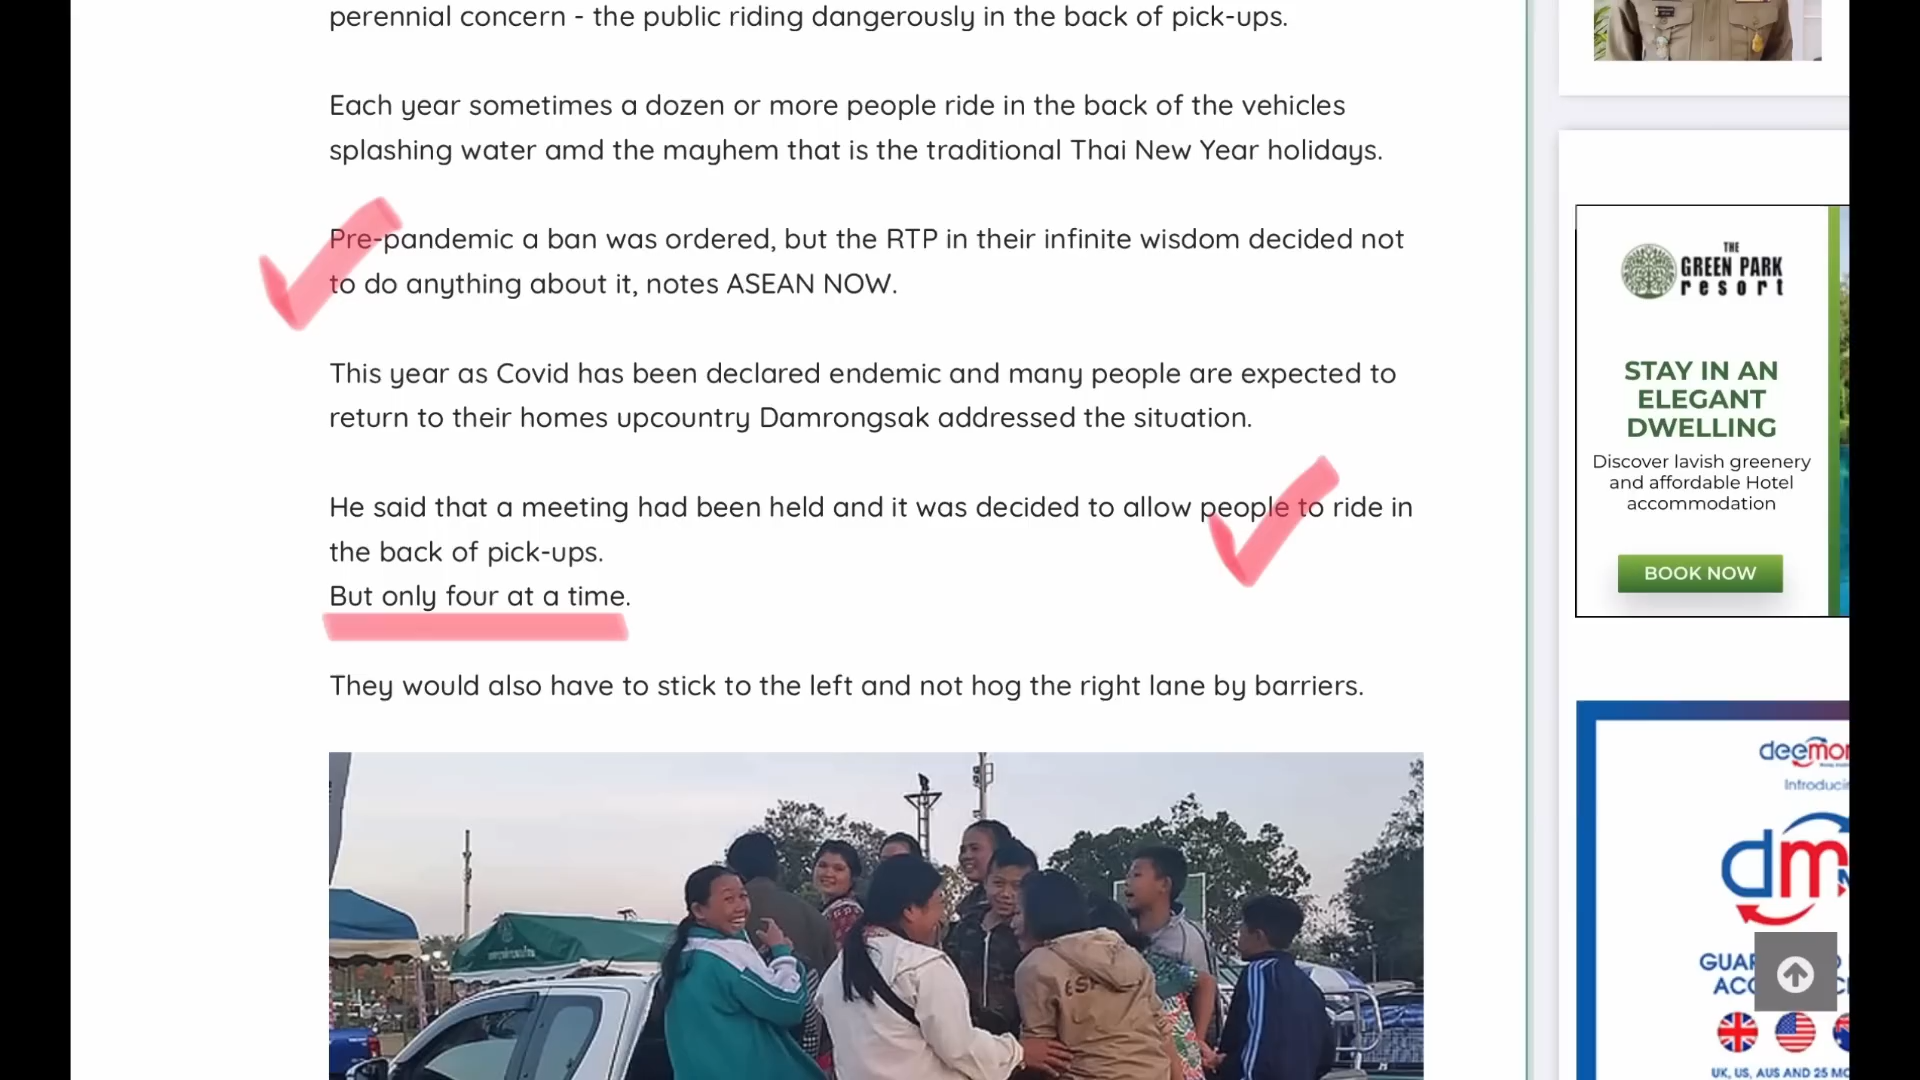 perennial concern - the public riding dangerously in the back of pick-ups.
Each year sometimes a dozen or more people ride in the back of the vehicles
splashing water amd the mayhem that is the traditional Thai New Year holidays.
Pre-pandemic a ban was ordered, but the RTP in their infinite wisdom decided not
to do anything about it, notes ASEAN NOW.
This year as Covid has been declared endemic and many people are expected to
return to their homes upcountry Damrongsak addressed the situation.
He said that a meeting had been held and it was decided to allow people to ride in
the back of pick-ups.
But only four at a time.
They would also have to stick to the left and not hog the right lane by barriers.
THE
GREEN PARK
resort
STAY IN AN
ELEGANT
DWELLING
Discover lavish greenery
and affordable Hotel
accommodation
BOOK NOW
deemo
Introduci
dm
GUAR
ACC
UK, US, AUS AND 25 MO